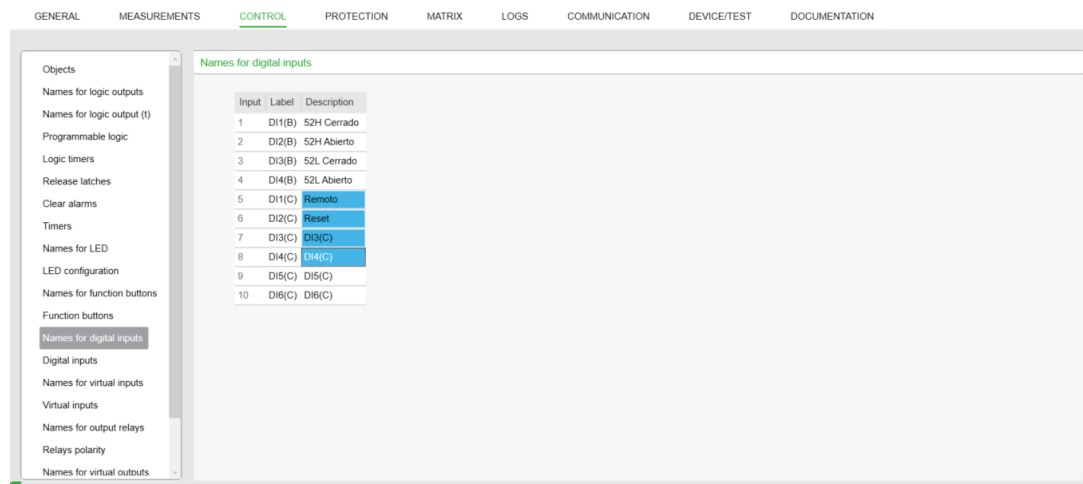 GENERAL MEASUREMENTS CONTROL PROTECTION MATRIX LOGS COMMUNICATION DEVICE/TEST DOCUMENTATION
Objects
Names for logic outputs
Names for logic output (t)
Programmable logic
Logic timers
Release latches
Clear alarms
Timers
Names for LED
LED configuration
Names for function buttons
Function buttons
Names for digital inputs
Digital inputs
Names for virtual inputs
Virtual inputs
Names for output relays
Relays polarity
Names for virtual outputs
Names for digital inputs
Input Label Description
1 DI1(B) 52H Cerrado
2 DI2(B) 52H Abierto
3 DI3(B) 52L Cerrado
4 DI4(B) 52L Abierto
5 DI1(C) Remoto
6 DI2(C) Reset
7 DI3(C) DI3(C)
8 DI4(C) DI4(C)
9 DI5(C) DI5(C)
10 DI6(C) DI6(C)